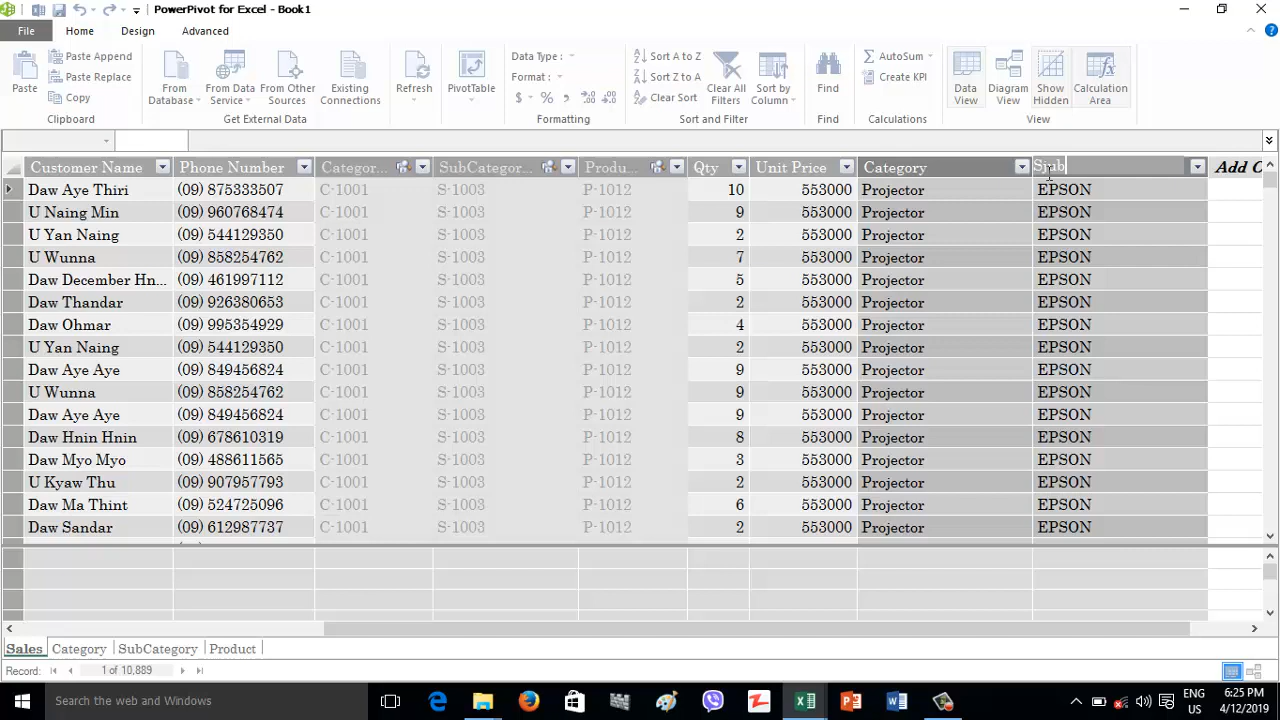 PowerPivot for Excel - Book1
File Home Design Advanced
Paste Paste Append Paste Replace Copy Clipboard
From Database From Data Service From Other Sources Existing Connections Get External Data
Refresh PivotTable
Data Type : Format : $ % , Formatting
Sort A to Z Sort Z to A Clear Sort Clear All Filters Sort by Column Sort and Filter
Find Find
AutoSum Create KPI Calculations
Data View Diagram View Show Hidden Calculation Area View
Customer Name Phone Number Categor... SubCategor... Produ... Qty Unit Price Category Sub Add C
Daw Aye Thiri (09) 875333507 C-1001 S-1003 P-1012 10 553000 Projector EPSON
U Naing Min (09) 960768474 C-1001 S-1003 P-1012 9 553000 Projector EPSON
U Yan Naing (09) 544129350 C-1001 S-1003 P-1012 2 553000 Projector EPSON
U Wunna (09) 858254762 C-1001 S-1003 P-1012 7 553000 Projector EPSON
Daw December Hn... (09) 461997112 C-1001 S-1003 P-1012 5 553000 Projector EPSON
Daw Thandar (09) 926380653 C-1001 S-1003 P-1012 2 553000 Projector EPSON
Daw Ohmar (09) 995354929 C-1001 S-1003 P-1012 4 553000 Projector EPSON
U Yan Naing (09) 544129350 C-1001 S-1003 P-1012 2 553000 Projector EPSON
Daw Aye Aye (09) 849456824 C-1001 S-1003 P-1012 9 553000 Projector EPSON
U Wunna (09) 858254762 C-1001 S-1003 P-1012 9 553000 Projector EPSON
Daw Aye Aye (09) 849456824 C-1001 S-1003 P-1012 9 553000 Projector EPSON
Daw Hnin Hnin (09) 678610319 C-1001 S-1003 P-1012 8 553000 Projector EPSON
Daw Myo Myo (09) 488611565 C-1001 S-1003 P-1012 3 553000 Projector EPSON
U Kyaw Thu (09) 907957793 C-1001 S-1003 P-1012 2 553000 Projector EPSON
Daw Ma Thint (09) 524725096 C-1001 S-1003 P-1012 6 553000 Projector EPSON
Daw Sandar (09) 612987737 C-1001 S-1003 P-1012 2 553000 Projector EPSON
Sales Category SubCategory Product
Record: 1 of 10,889
Search the web and Windows
ENG 6:25 PM
US 4/12/2019